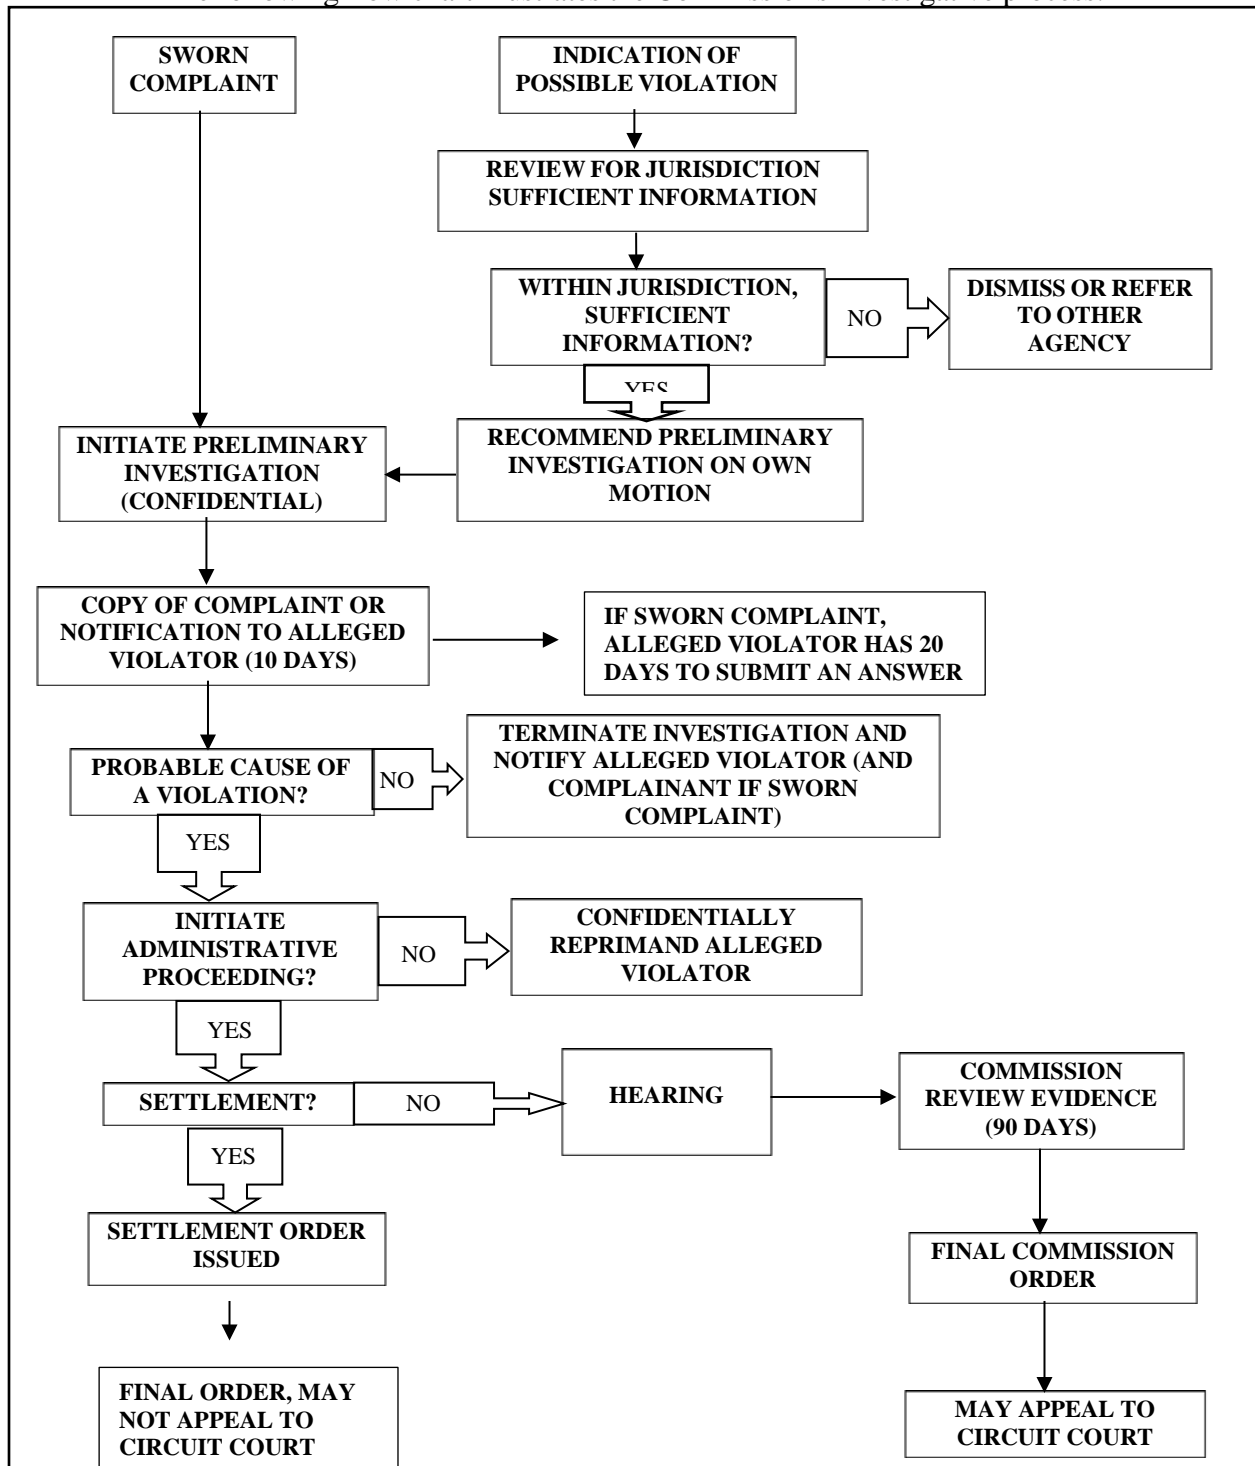 SWORN
COMPLAINT
INDICATION OF
POSSIBLE VIOLATION
REVIEW FOR JURISDICTION
SUFFICIENT INFORMATION
WITHIN JURISDICTION,
SUFFICIENT
INFORMATION?
NO
DISMISS OR REFER
TO OTHER
AGENCY
YES
INITIATE PRELIMINARY
INVESTIGATION
(CONFIDENTIAL)
RECOMMEND PRELIMINARY
INVESTIGATION ON OWN
MOTION
COPY OF COMPLAINT OR
NOTIFICATION TO ALLEGED
VIOLATOR (10 DAYS)
IF SWORN COMPLAINT,
ALLEGED VIOLATOR HAS 20
DAYS TO SUBMIT AN ANSWER
PROBABLE CAUSE OF
A VIOLATION?
NO
TERMINATE INVESTIGATION AND
NOTIFY ALLEGED VIOLATOR (AND
COMPLAINANT IF SWORN
COMPLAINT)
YES
INITIATE
ADMINISTRATIVE
PROCEEDING?
NO
CONFIDENTIALLY
REPRIMAND ALLEGED
VIOLATOR
YES
SETTLEMENT?
NO
HEARING
COMMISSION
REVIEW EVIDENCE
(90 DAYS)
YES
SETTLEMENT ORDER
ISSUED
FINAL COMMISSION
ORDER
FINAL ORDER, MAY
NOT APPEAL TO
CIRCUIT COURT
MAY APPEAL TO
CIRCUIT COURT